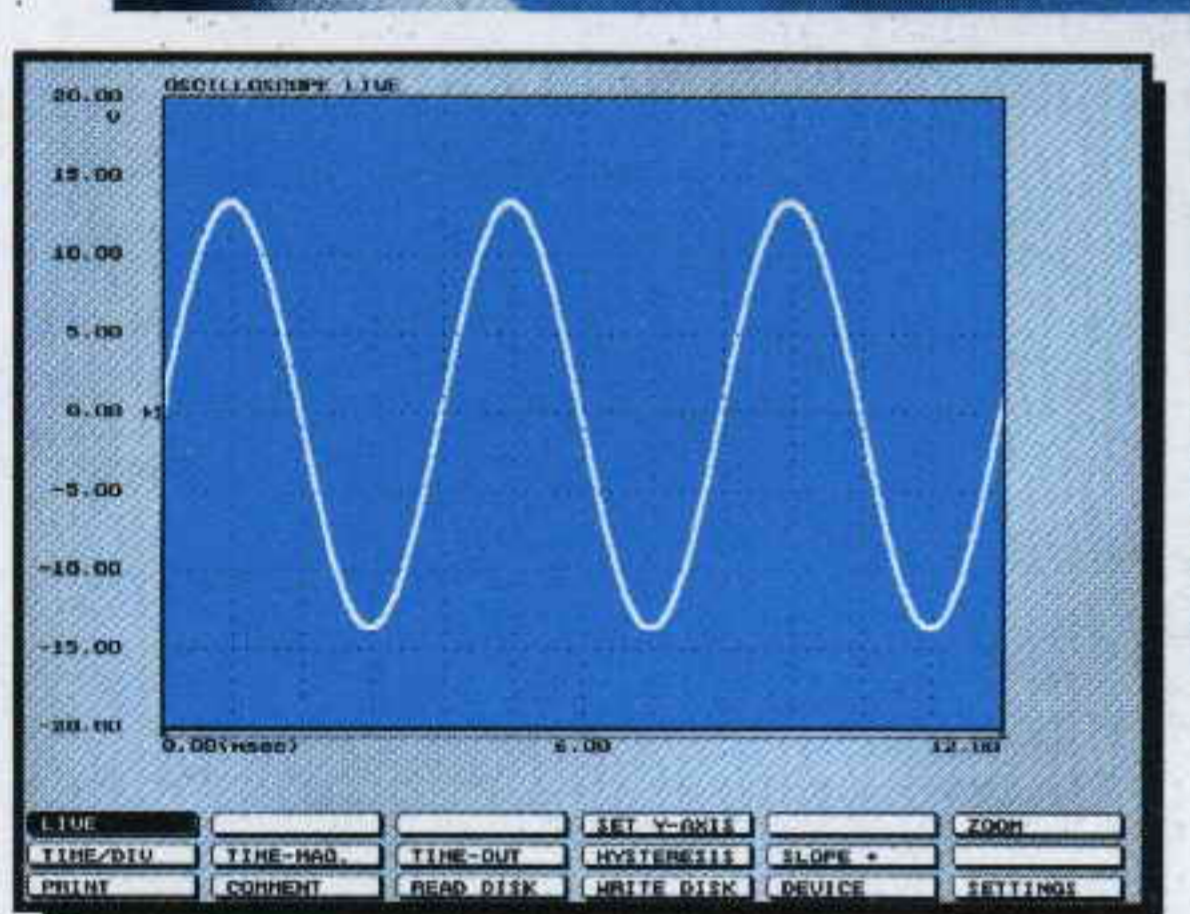 OSCILLOSCOPE LIVE
20.00
V
15.00
10.00
5.00
0.00
-5.00
-10.00
-15.00
-20.00
0.00(msec) 6.00 12.00
LIVE SET Y-AXIS ZOOM
TIME/DIV TIME-MAG. TIME-OUT HYSTERESIS SLOPE +
PRINT COMMENT READ DISK WRITE DISK DEVICE SETTINGS